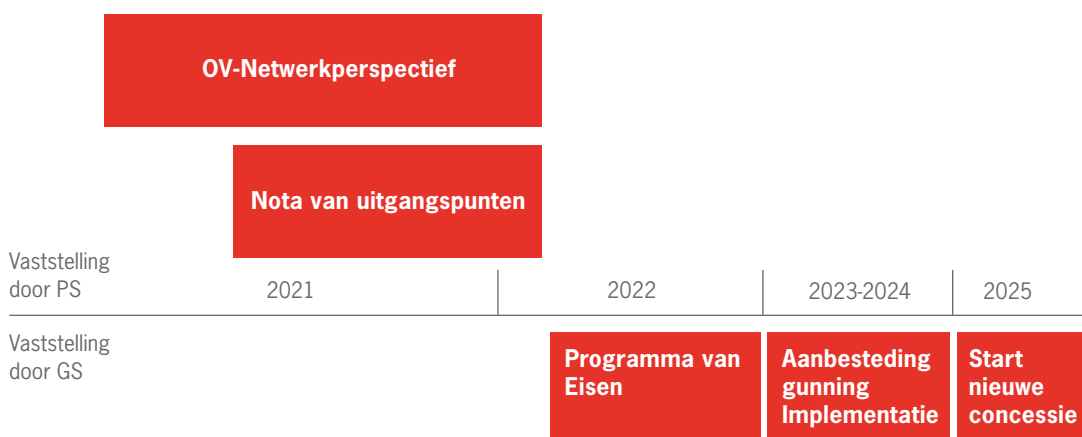 OV-Netwerkperspectief
Nota van uitgangspunten
Vaststelling
door PS
2021
2022
2023-2024
2025
Vaststelling
door GS
Programma van
Eisen
Aanbesteding
gunning
Implementatie
Start
nieuwe
concessie